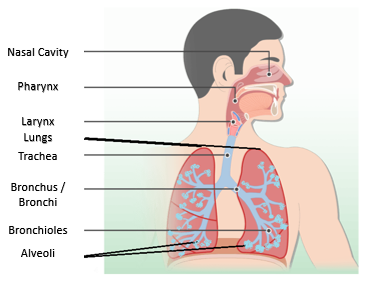 Nasal Cavity
Pharynx
Larynx
Lungs
Trachea
Bronchus /
Bronchi
Bronchioles
Alveoli